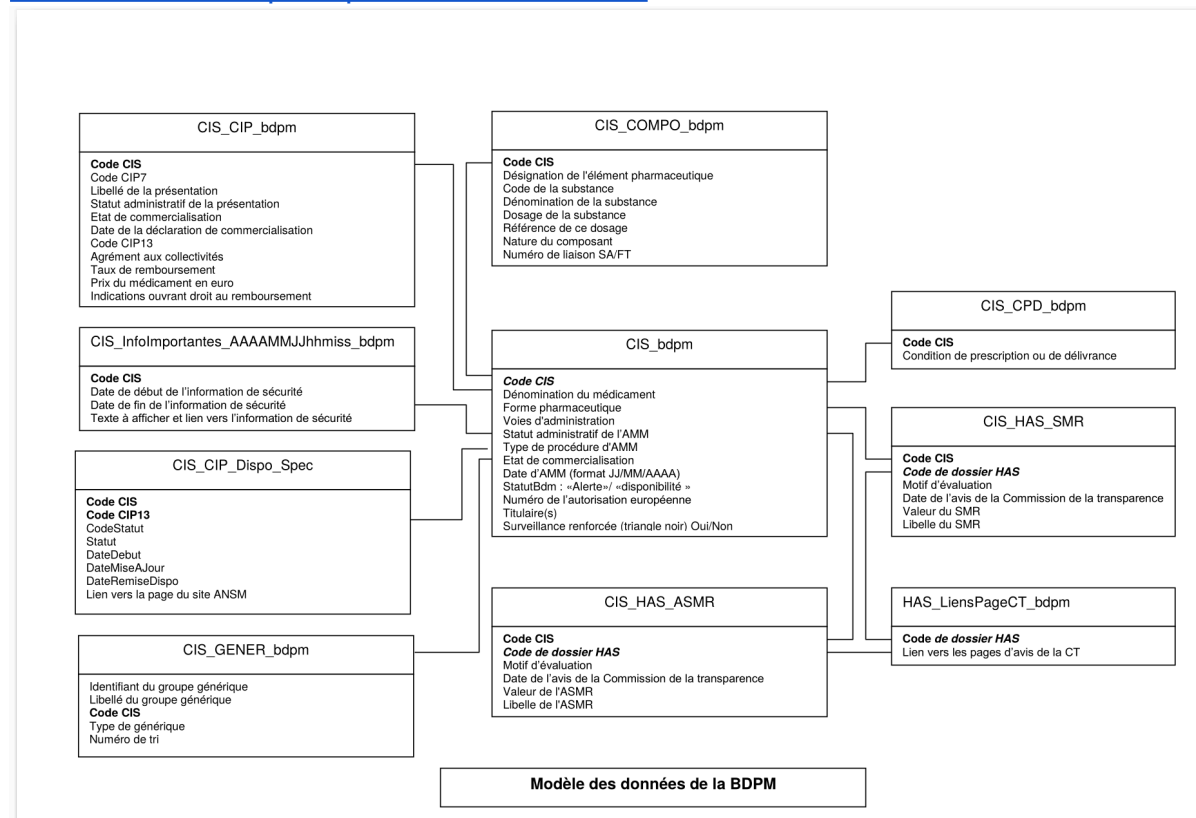 CIS_CIP_bdpm
Code CIS
Code CIP7
Libellé de la présentation
Statut administratif de la présentation
Etat de commercialisation
Date de la déclaration de commercialisation
Code CIP13
Agrément aux collectivités
Taux de remboursement
Prix du médicament en euro
Indications ouvrant droit au remboursement
CIS_COMPO_bdpm
Code CIS
Désignation de l'élément pharmaceutique
Code de la substance
Dénomination de la substance
Dosage de la substance
Référence de ce dosage
Nature du composant
Numéro de liaison SA/FT
CIS_InfoImportantes_AAAAMMJJhhmiss_bdpm
Code CIS
Date de début de l'information de sécurité
Date de fin de l'information de sécurité
Texte à afficher et lien vers l'information de sécurité
CIS_bdpm
Code CIS
Dénomination du médicament
Forme pharmaceutique
Voies d'administration
Statut administratif de l'AMM
Type de procédure d'AMM
Etat de commercialisation
Date d'AMM (format JJ/MM/AAAA)
StatutBdm : «Alerte»/ «disponibilité »
Numéro de l'autorisation européenne
Titulaire(s)
Surveillance renforcée (triangle noir) Oui/Non
CIS_CPD_bdpm
Code CIS
Condition de prescription ou de délivrance
CIS_HAS_SMR
Code CIS
Code de dossier HAS
Motif d'évaluation
Date de l'avis de la Commission de la transparence
Valeur du SMR
Libelle du SMR
CIS_CIP_Dispo_Spec
Code CIS
Code CIP13
CodeStatut
Statut
DateDebut
DateMiseAJour
DateRemiseDispo
Lien vers la page du site ANSM
CIS_HAS_ASMR
Code CIS
Code de dossier HAS
Motif d'évaluation
Date de l'avis de la Commission de la transparence
Valeur de l'ASMR
Libelle de l'ASMR
HAS_LiensPageCT_bdpm
Code de dossier HAS
Lien vers les pages d'avis de la CT
CIS_GENER_bdpm
Identifiant du groupe générique
Libellé du groupe générique
Code CIS
Type de générique
Numéro de tri
Modèle des données de la BDPM